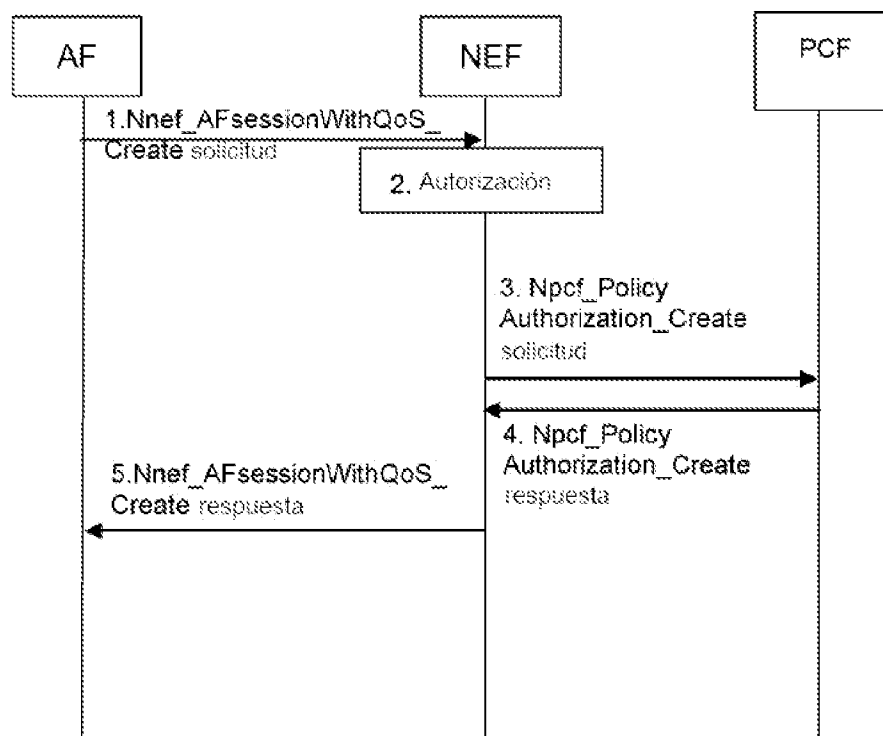 AF
NEF
PCF
1.Nnef_AFsessionWithQoS_
Create solicitud
2. Autorización
3. Npcf_Policy
Authorization_Create
solicitud
4. Npcf_Policy
Authorization_Create
respuesta
5.Nnef_AFsessionWithQoS_
Create respuesta